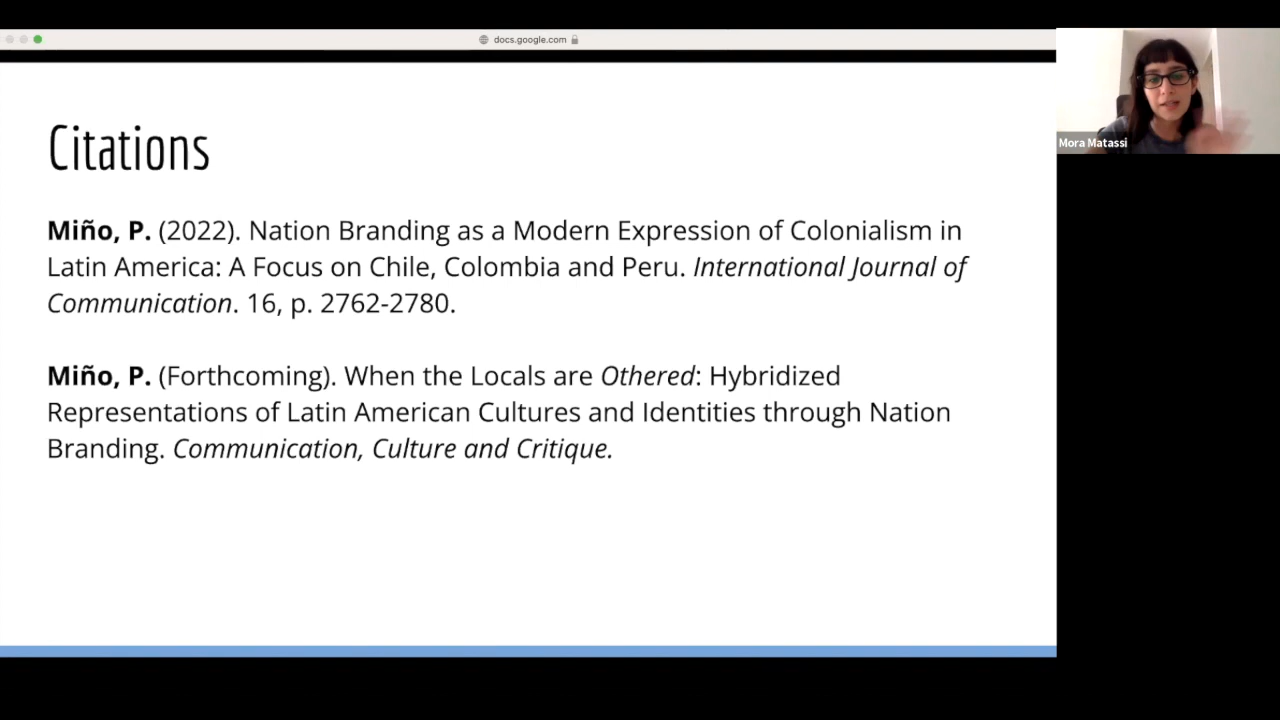 docs.google.com
Citations
Miño, P. (2022). Nation Branding as a Modern Expression of Colonialism in
Latin America: A Focus on Chile, Colombia and Peru. International Journal of
Communication. 16, p. 2762-2780.
Miño, P. (Forthcoming). When the Locals are Othered: Hybridized
Representations of Latin American Cultures and Identities through Nation
Branding. Communication, Culture and Critique.
Mora Matassi